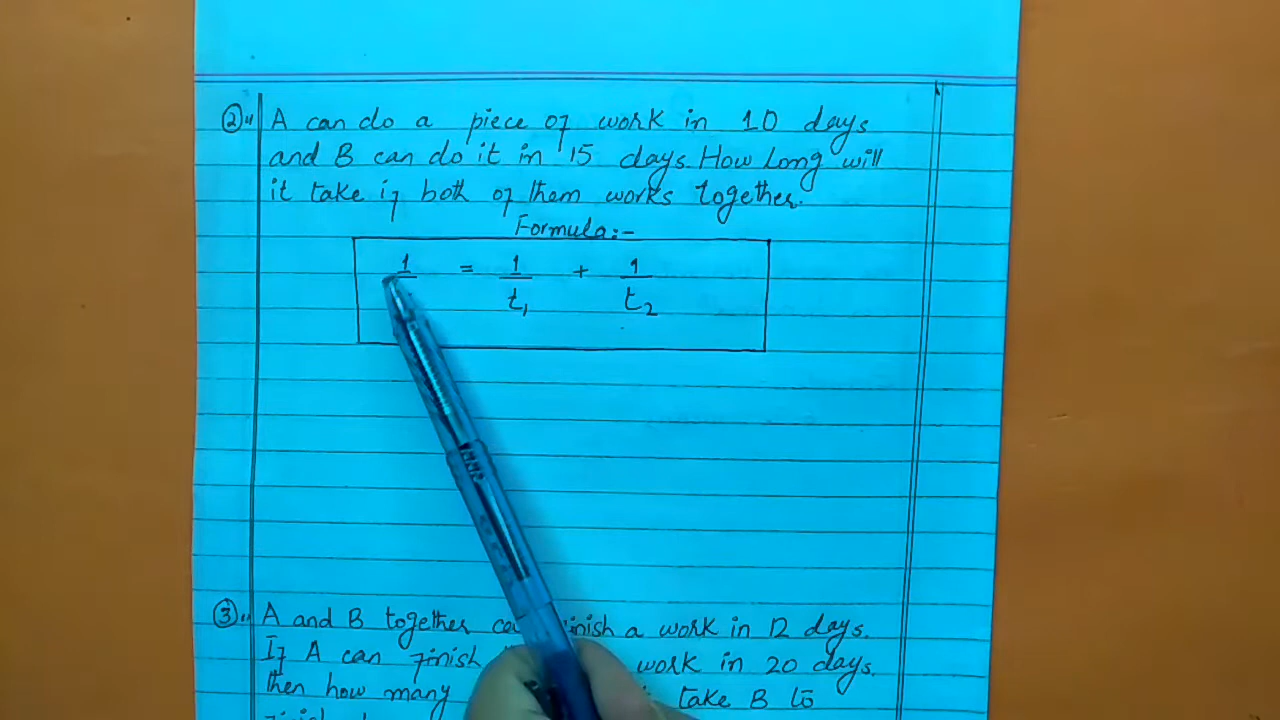 ②" A can do a piece of work in 10 days
and B can do it in 15 days. How long will
it take if both of them works together.
Formula:-
1 = 1/t₁ + 1/t₂
③" A and B together inish a work in 12 days.
If A can finish work in 20 days.
then how many take B to